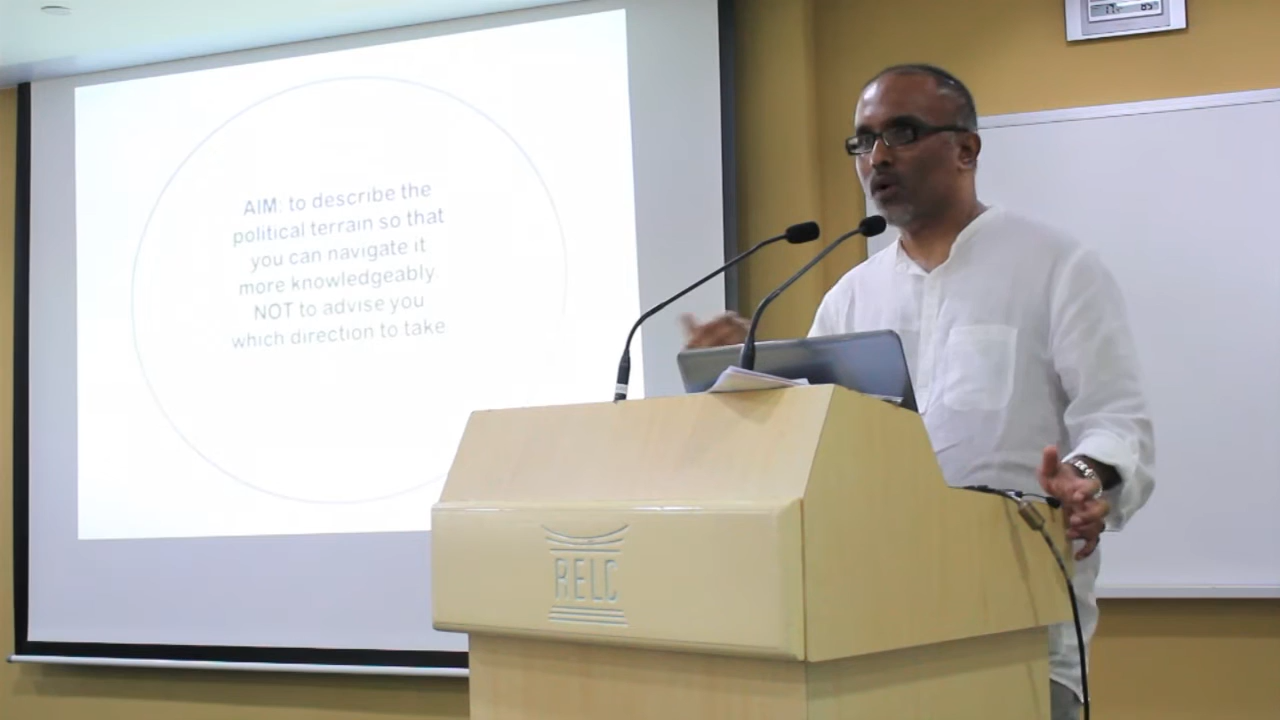 AIM: to describe the
political terrain so that
you can navigate it
more knowledgeably
NOT to advise you
which direction to take
RELC